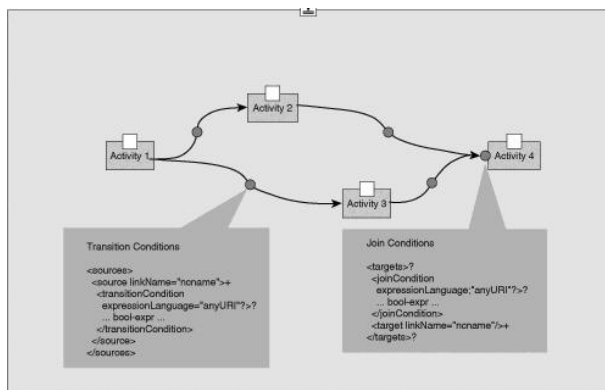 Activity 2
Activity 1
Activity 4
Activity 3
Transition Conditions
<sources>
<source linkName="ncname">+
<transitionCondition
expressionLanguage="anyURI"?>?
... bool-expr ...
</transitionCondition>
</source>
</sources>
Join Conditions
<targets>?
<joinCondition
expressionLanguage;"anyURI"?>?
... bool-expr ...
</joinCondition>
<target linkName="ncname"/>+
</targets>?